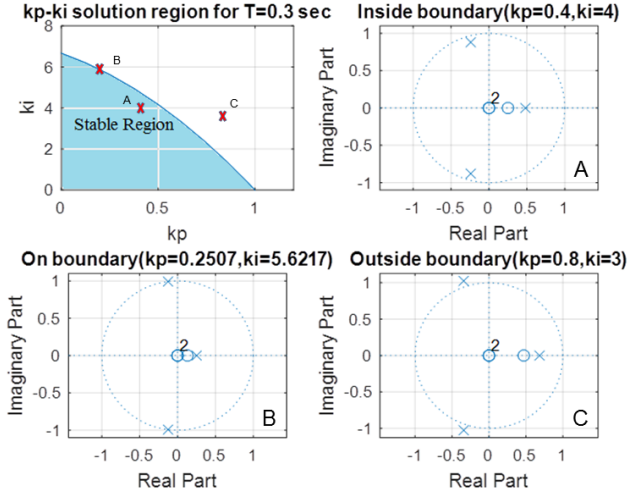 kp-ki solution region for T=0.3 sec
8
6
4
2
0
ki
B
A
C
Stable Region
0
0.5
1
kp
Inside boundary(kp=0.4,ki=4)
1
0.5
0
-0.5
-1
Imaginary Part
2
A
-1
-0.5
0
0.5
1
Real Part
On boundary(kp=0.2507,ki=5.6217)
1
0.5
0
-0.5
-1
Imaginary Part
2
B
-1
-0.5
0
0.5
1
Real Part
Outside boundary(kp=0.8,ki=3)
1
0.5
0
-0.5
-1
Imaginary Part
2
C
-1
-0.5
0
0.5
1
Real Part